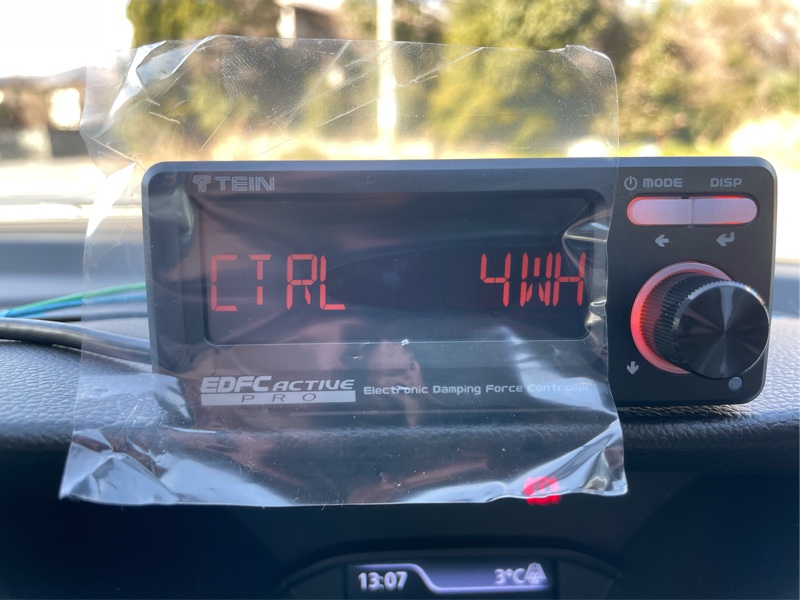 TEIN
MODE DISP
CTRL 4WH
EDFC ACTIVE
PRO
Electronic Damping Force Controller
13:07 3°C